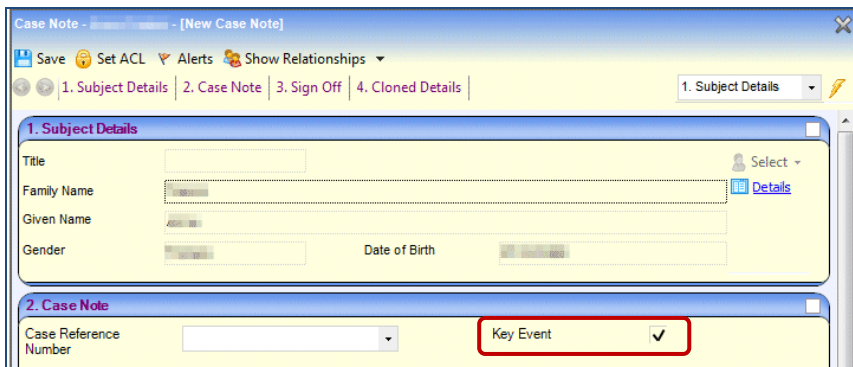 Case Note - - [New Case Note]
Save Set ACL Alerts Show Relationships
1. Subject Details 2. Case Note 3. Sign Off 4. Cloned Details 1. Subject Details
1. Subject Details
Title Select
Family Name Details
Given Name
Gender Date of Birth
2. Case Note
Case Reference Key Event
Number